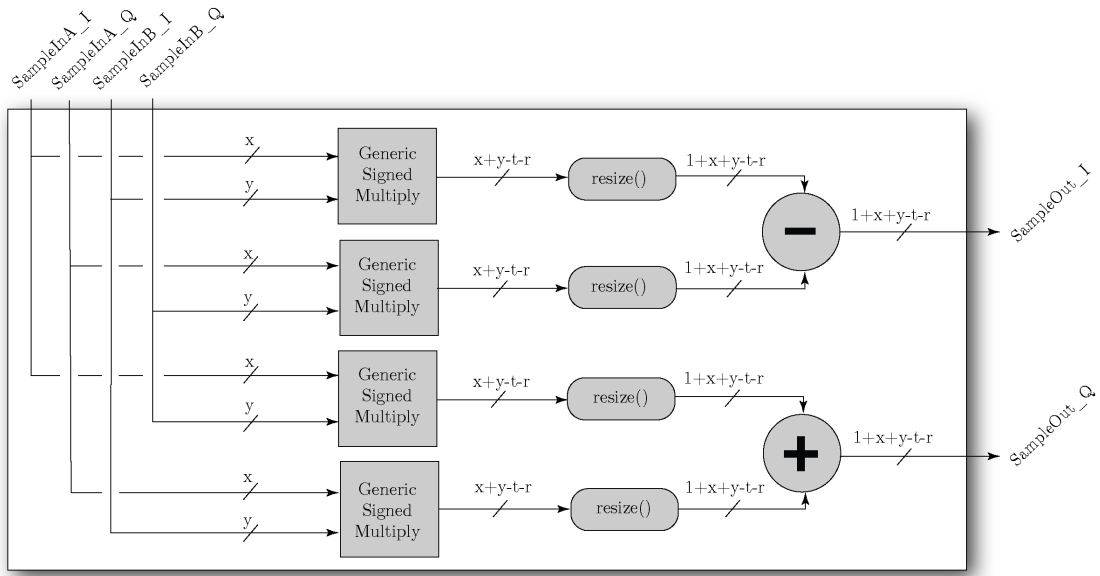 SampleInA_I
SampleInA_Q
SampleInB_I
SampleInB_Q
x
y
Generic
Signed
Multiply
x+y-t-r
resize()
1+x+y-t-r
x
y
Generic
Signed
Multiply
x+y-t-r
resize()
1+x+y-t-r
1+x+y-t-r
SampleOut_I
x
y
Generic
Signed
Multiply
x+y-t-r
resize()
1+x+y-t-r
x
y
Generic
Signed
Multiply
x+y-t-r
resize()
1+x+y-t-r
1+x+y-t-r
SampleOut_Q
−
+